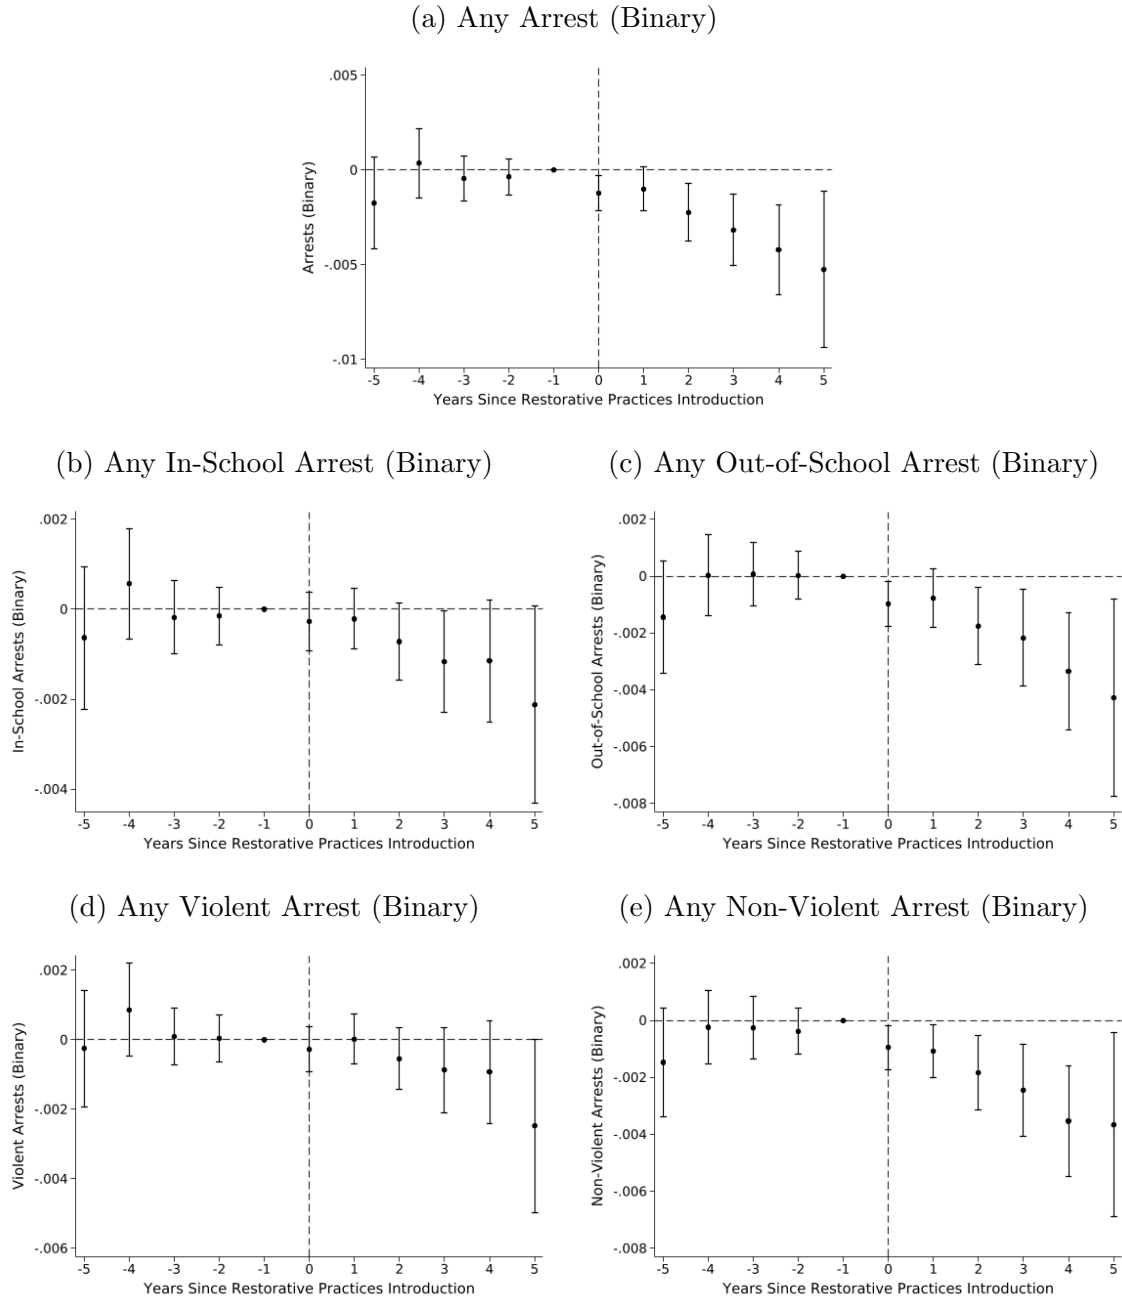 (a) Any Arrest (Binary)
.005
0
-.005
-.01
Arrests (Binary)
-5 -4 -3 -2 -1 0 1 2 3 4 5
Years Since Restorative Practices Introduction
(b) Any In-School Arrest (Binary)
.002
0
-.002
-.004
In-School Arrests (Binary)
-5 -4 -3 -2 -1 0 1 2 3 4 5
Years Since Restorative Practices Introduction
(c) Any Out-of-School Arrest (Binary)
.002
0
-.002
-.004
-.006
-.008
Out-of-School Arrests (Binary)
-5 -4 -3 -2 -1 0 1 2 3 4 5
Years Since Restorative Practices Introduction
(d) Any Violent Arrest (Binary)
.002
0
-.002
-.004
-.006
Violent Arrests (Binary)
-5 -4 -3 -2 -1 0 1 2 3 4 5
Years Since Restorative Practices Introduction
(e) Any Non-Violent Arrest (Binary)
.002
0
-.002
-.004
-.006
-.008
Non-Violent Arrests (Binary)
-5 -4 -3 -2 -1 0 1 2 3 4 5
Years Since Restorative Practices Introduction